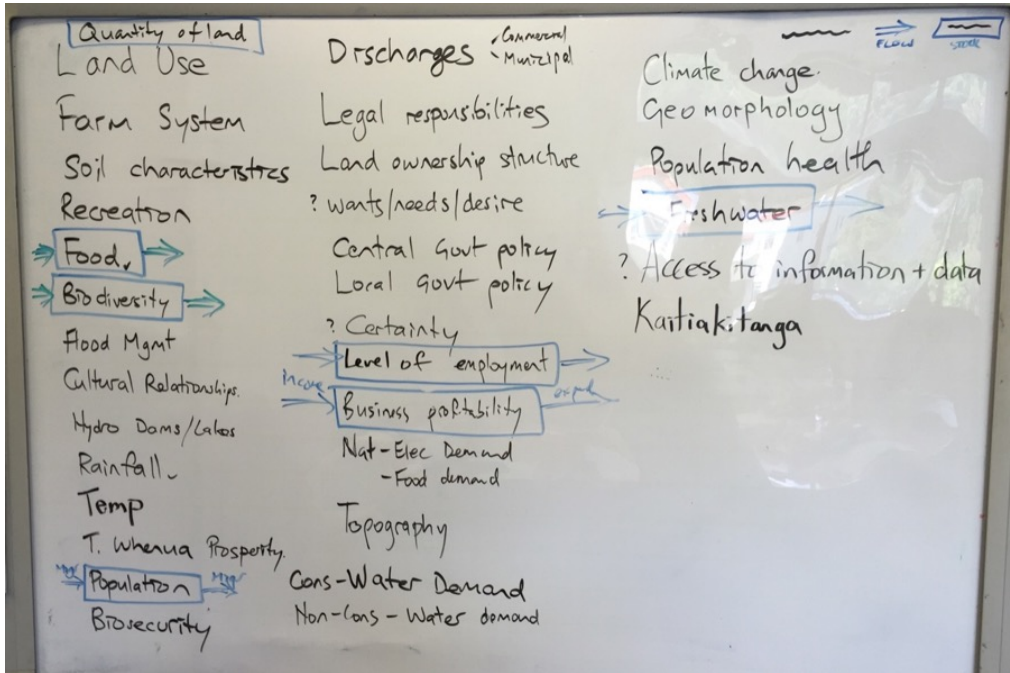 Quantity of land
Land Use
Farm System
Soil characteristics
Recreation
Food
Biodiversity
Flood Mgmt
Cultural Relationships.
Hydro Dams/Lakes
Rainfall
Temp
T. Whenua Prosperity.
Population
Biosecurity
Discharges
Commercial
Municipal
Legal responsibilities
Land ownership structure
? wants/needs/desire
Central Govt policy
Local Govt policy
? Certainty
Level of employment
income
Business profitability
Nat-Elec Demand
- Food demand
Topography
Cons-Water Demand
Non-Cons - Water demand
FLOW
STOCK
Climate change.
Geomorphology
Population health
Freshwater
? Access to information + data
Kaitiakitanga